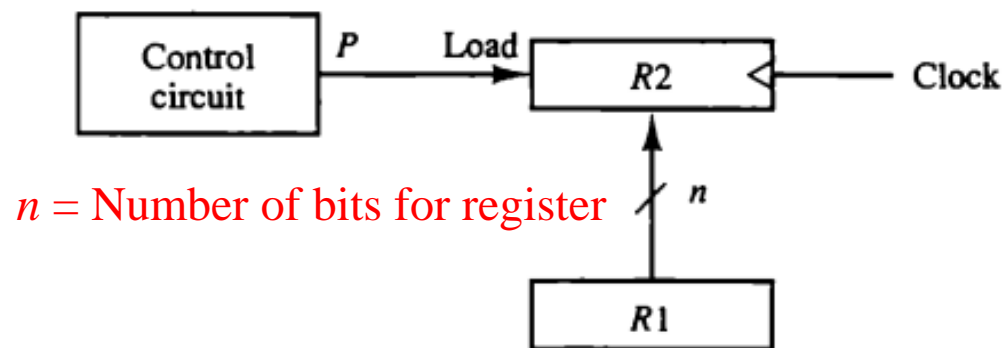 Control
circuit
P
Load
R2
Clock
n = Number of bits for register
n
R1